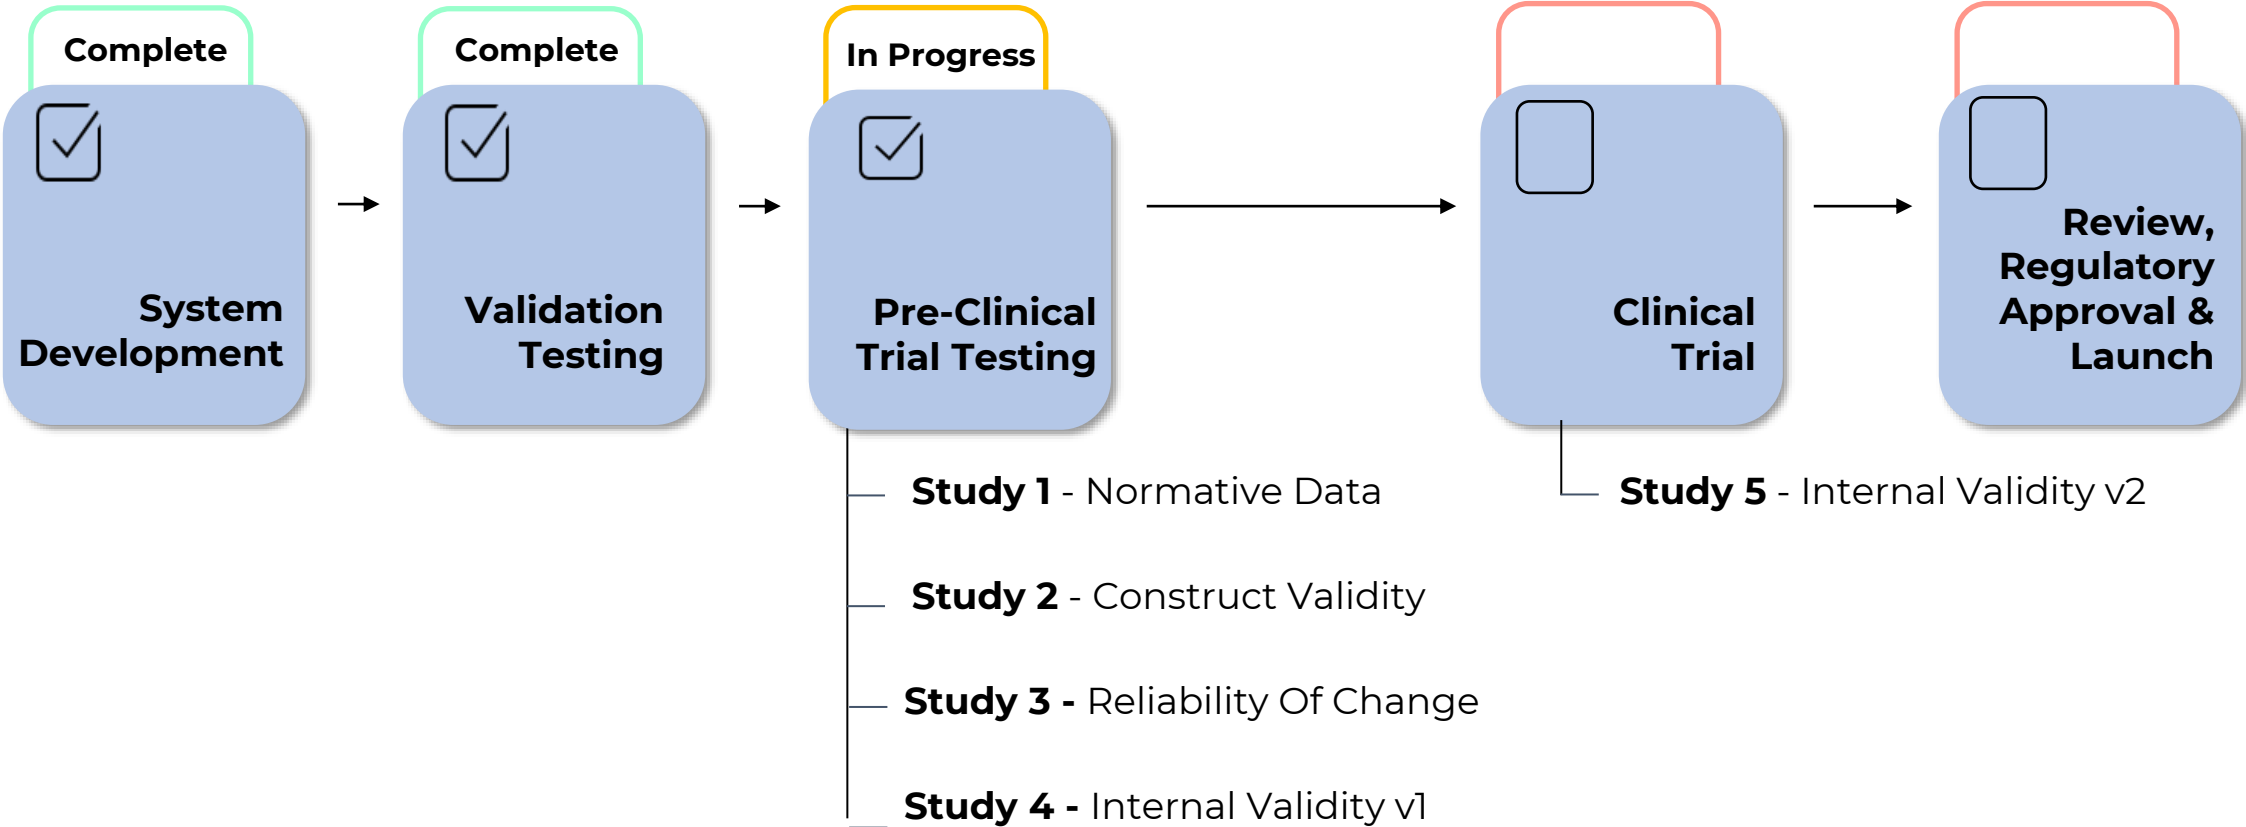 Complete
Complete
In Progress
System
Development
Validation
Testing
Pre-Clinical
Trial Testing
Clinical
Trial
Review,
Regulatory
Approval &
Launch
Study 1 - Normative Data
Study 2 - Construct Validity
Study 3 - Reliability Of Change
Study 4 - Internal Validity v1
Study 5 - Internal Validity v2